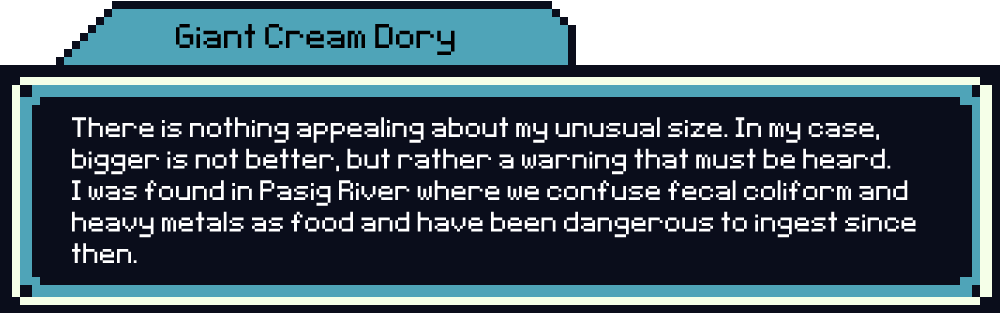 Giant Cream Dory
There is nothing appealing about my unusual size. In my case,
bigger is not better, but rather a warning that must be heard.
I was found in Pasig River where we confuse fecal coliform and
heavy metals as food and have been dangerous to ingest since
then.